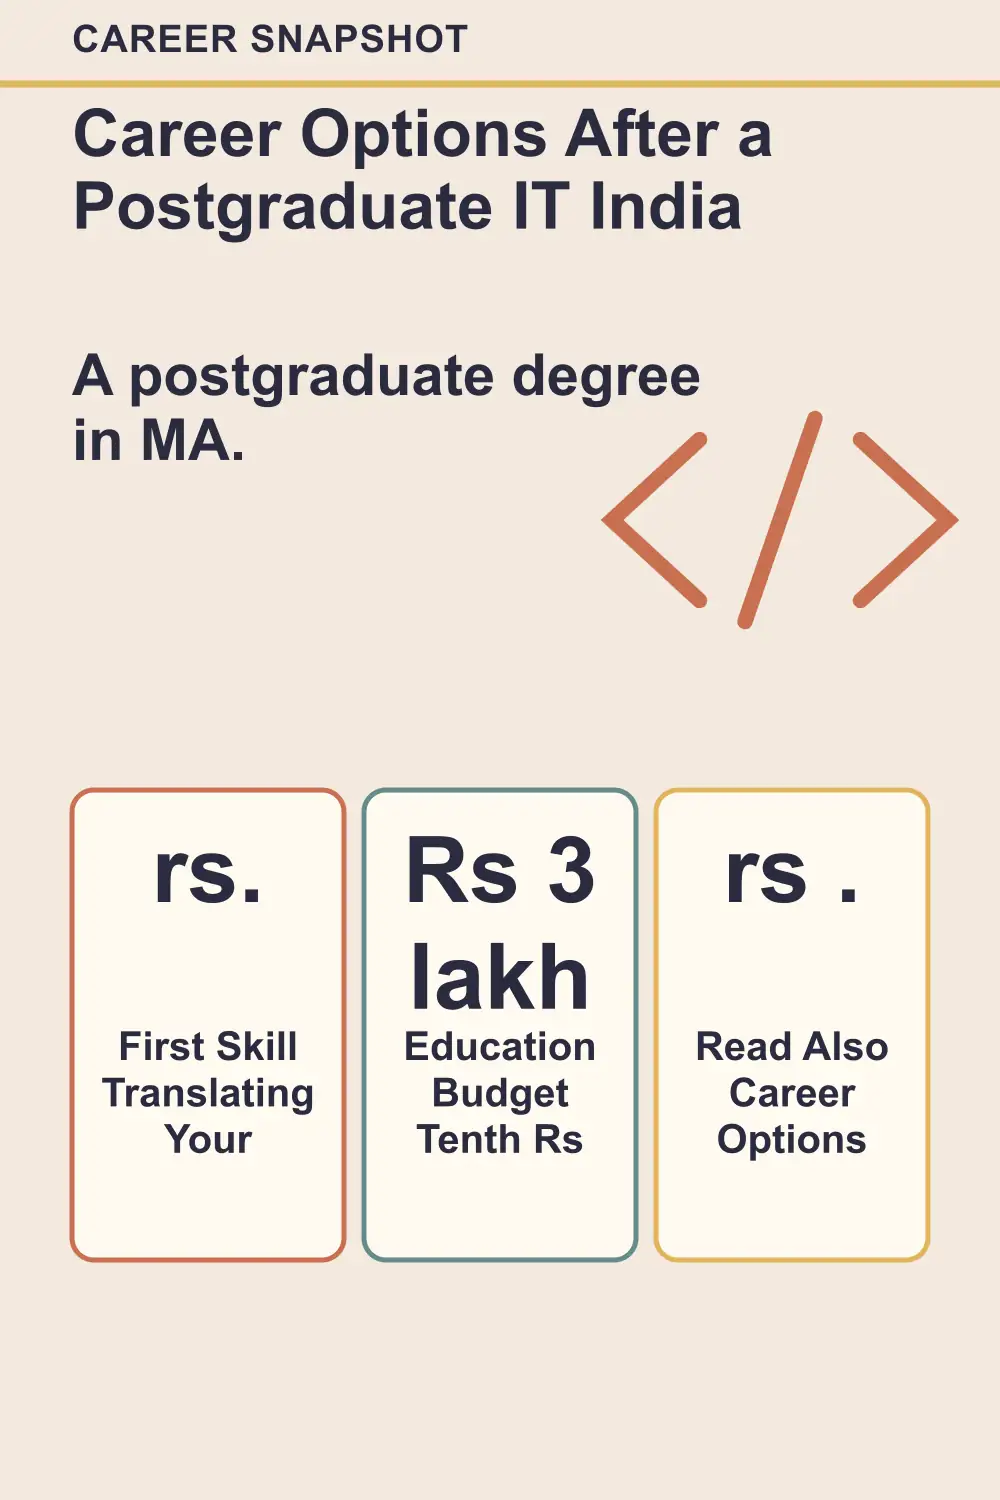 CAREER SNAPSHOT
Career Options After a
Postgraduate IT India
A postgraduate degree
in MA.
rs.
First Skill
Translating
Your
Rs 3
lakh
Education
Budget
Tenth Rs
rs .
Read Also
Career
Options